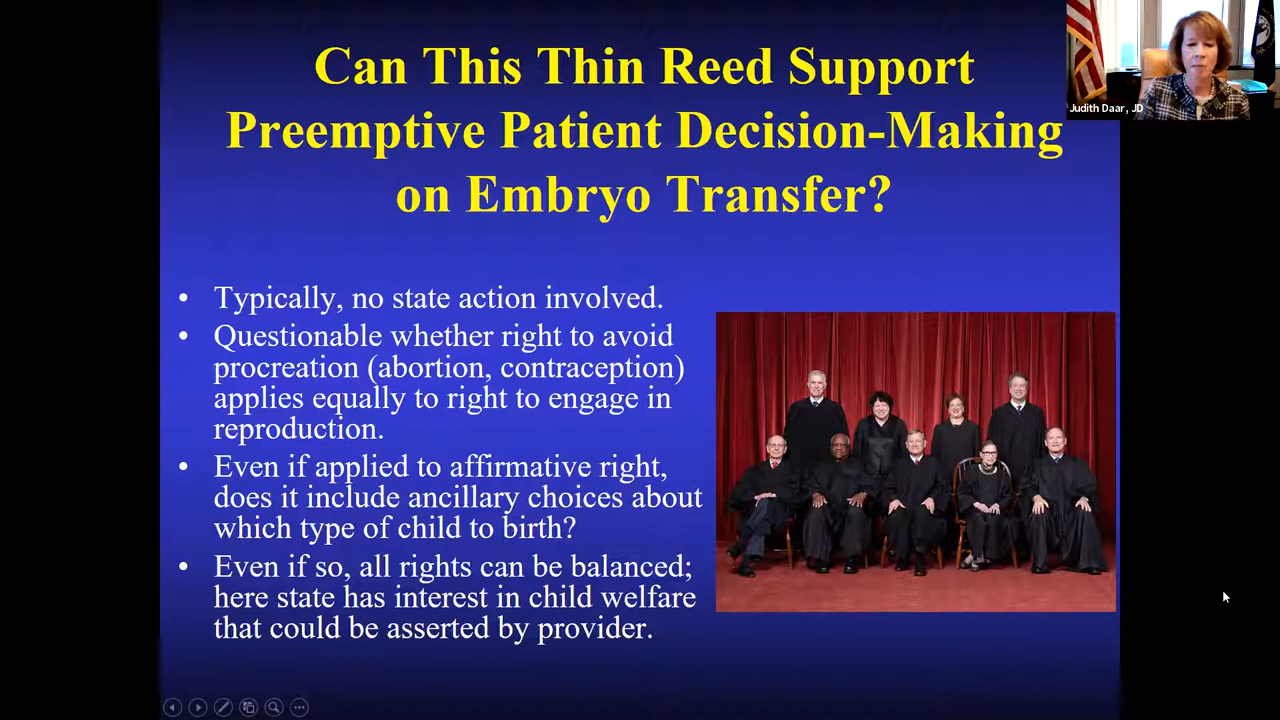 Can This Thin Reed Support
Preemptive Patient Decision-Making
on Embryo Transfer?
Judith Daar, JD
• Typically, no state action involved.
• Questionable whether right to avoid
procreation (abortion, contraception)
applies equally to right to engage in
reproduction.
• Even if applied to affirmative right,
does it include ancillary choices about
which type of child to birth?
• Even if so, all rights can be balanced;
here state has interest in child welfare
that could be asserted by provider.